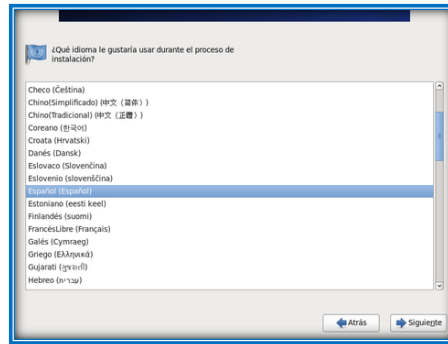 ¿Qué idioma le gustaría usar durante el proceso de
instalación?
Checo (Čeština)
Chino(Simplificado) (中文（简体）)
Chino(Tradicional) (中文（正體）)
Coreano (한국어)
Croata (Hrvatski)
Danés (Dansk)
Eslovaco (Slovenčina)
Eslovenio (slovenščina)
Español (Español)
Estoniano (eesti keel)
Finlandés (suomi)
FrancésLibre (Français)
Galés (Cymraeg)
Griego (Ελληνικά)
Gujarati (ગુજરાતી)
Hebreo (עברית)
Atrás
Siguiente